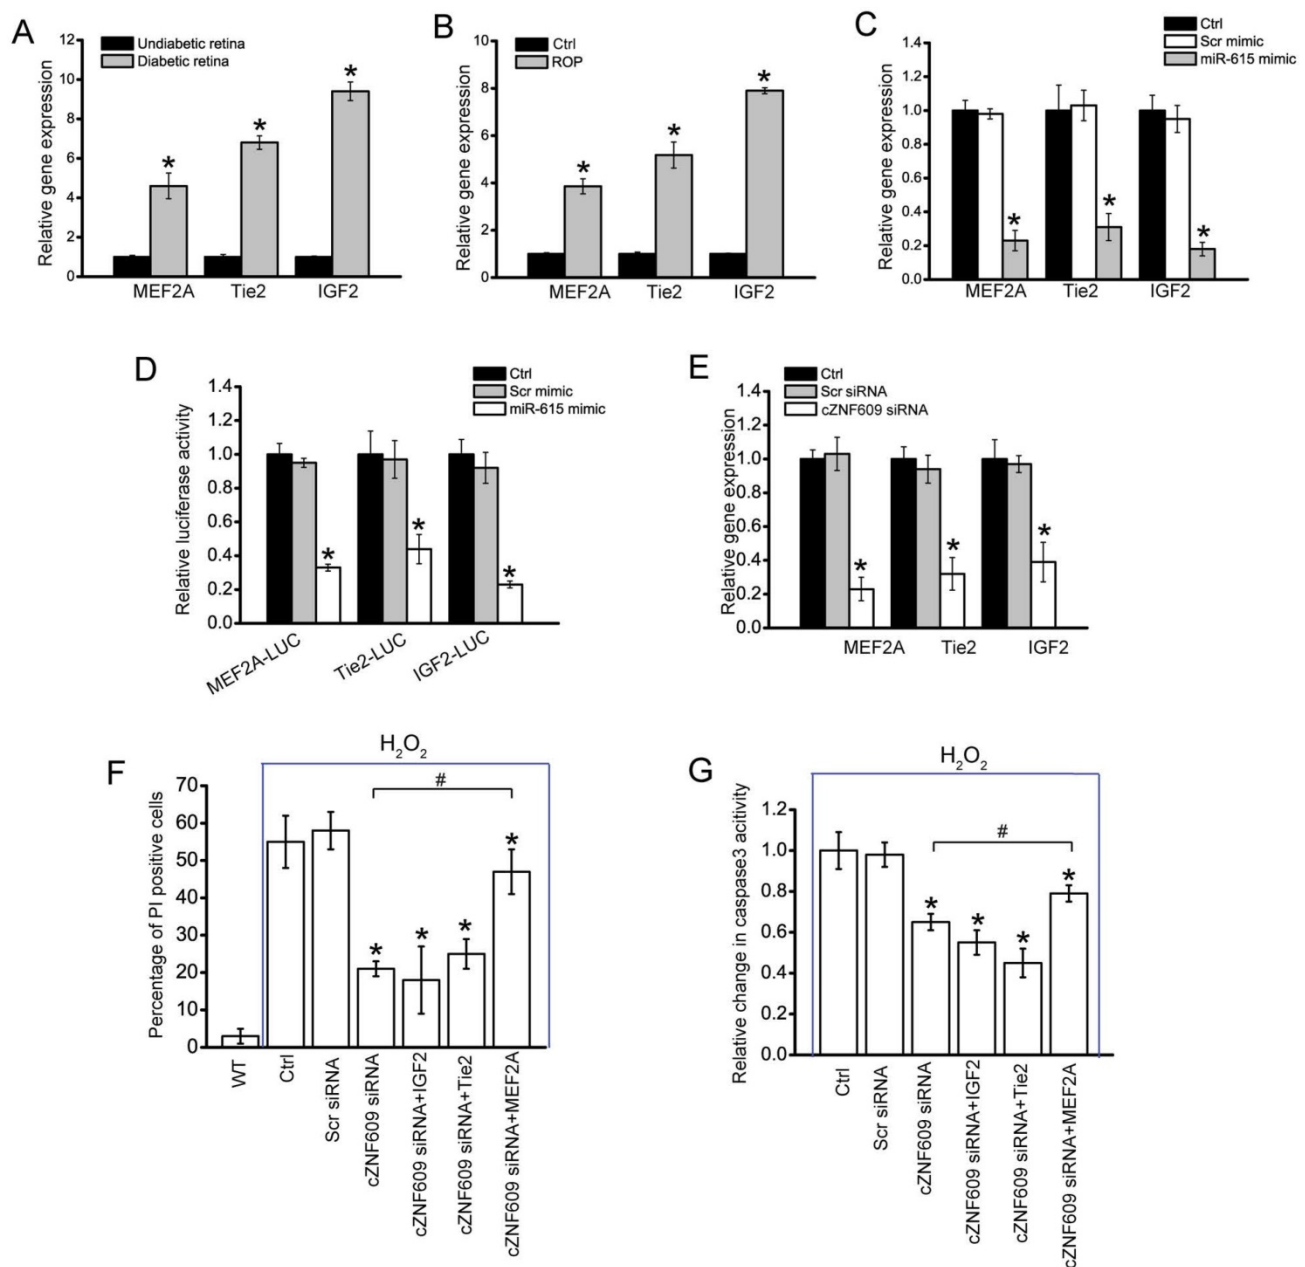 A
Undiabetic retina
Diabetic retina
Relative gene expression
12
10
8
6
4
2
0
*
*
*
MEF2A Tie2 IGF2
B
Ctrl
ROP
Relative gene expression
10
8
6
4
2
0
*
*
*
MEF2A Tie2 IGF2
C
Ctrl
Scr mimic
miR-615 mimic
Relative gene expression
1.4
1.2
1.0
0.8
0.6
0.4
0.2
0.0
*
*
*
MEF2A Tie2 IGF2
D
Ctrl
Scr mimic
miR-615 mimic
Relative luciferase activity
1.4
1.2
1.0
0.8
0.6
0.4
0.2
0.0
*
*
*
MEF2A-LUC Tie2-LUC IGF2-LUC
E
Ctrl
Scr siRNA
cZNF609 siRNA
Relative gene expression
1.4
1.2
1.0
0.8
0.6
0.4
0.2
0.0
*
*
*
MEF2A Tie2 IGF2
F
H₂O₂
#
Percentage of PI positive cells
70
60
50
40
30
20
10
0
*
*
*
*
WT
Ctrl
Scr siRNA
cZNF609 siRNA
cZNF609 siRNA+IGF2
cZNF609 siRNA+Tie2
cZNF609 siRNA+MEF2A
G
H₂O₂
#
Relative change in caspase3 acitivity
1.2
1.0
0.8
0.6
0.4
0.2
0.0
*
*
*
*
Ctrl
Scr siRNA
cZNF609 siRNA
cZNF609 siRNA+IGF2
cZNF609 siRNA+Tie2
cZNF609 siRNA+MEF2A